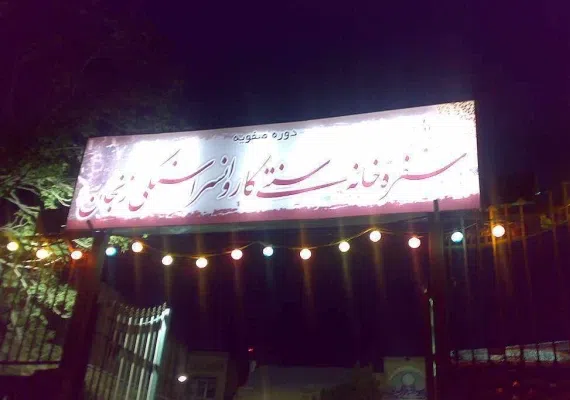 دوره صفویه
سفره خانه سنتی کاروانسرا سنگی زنجان